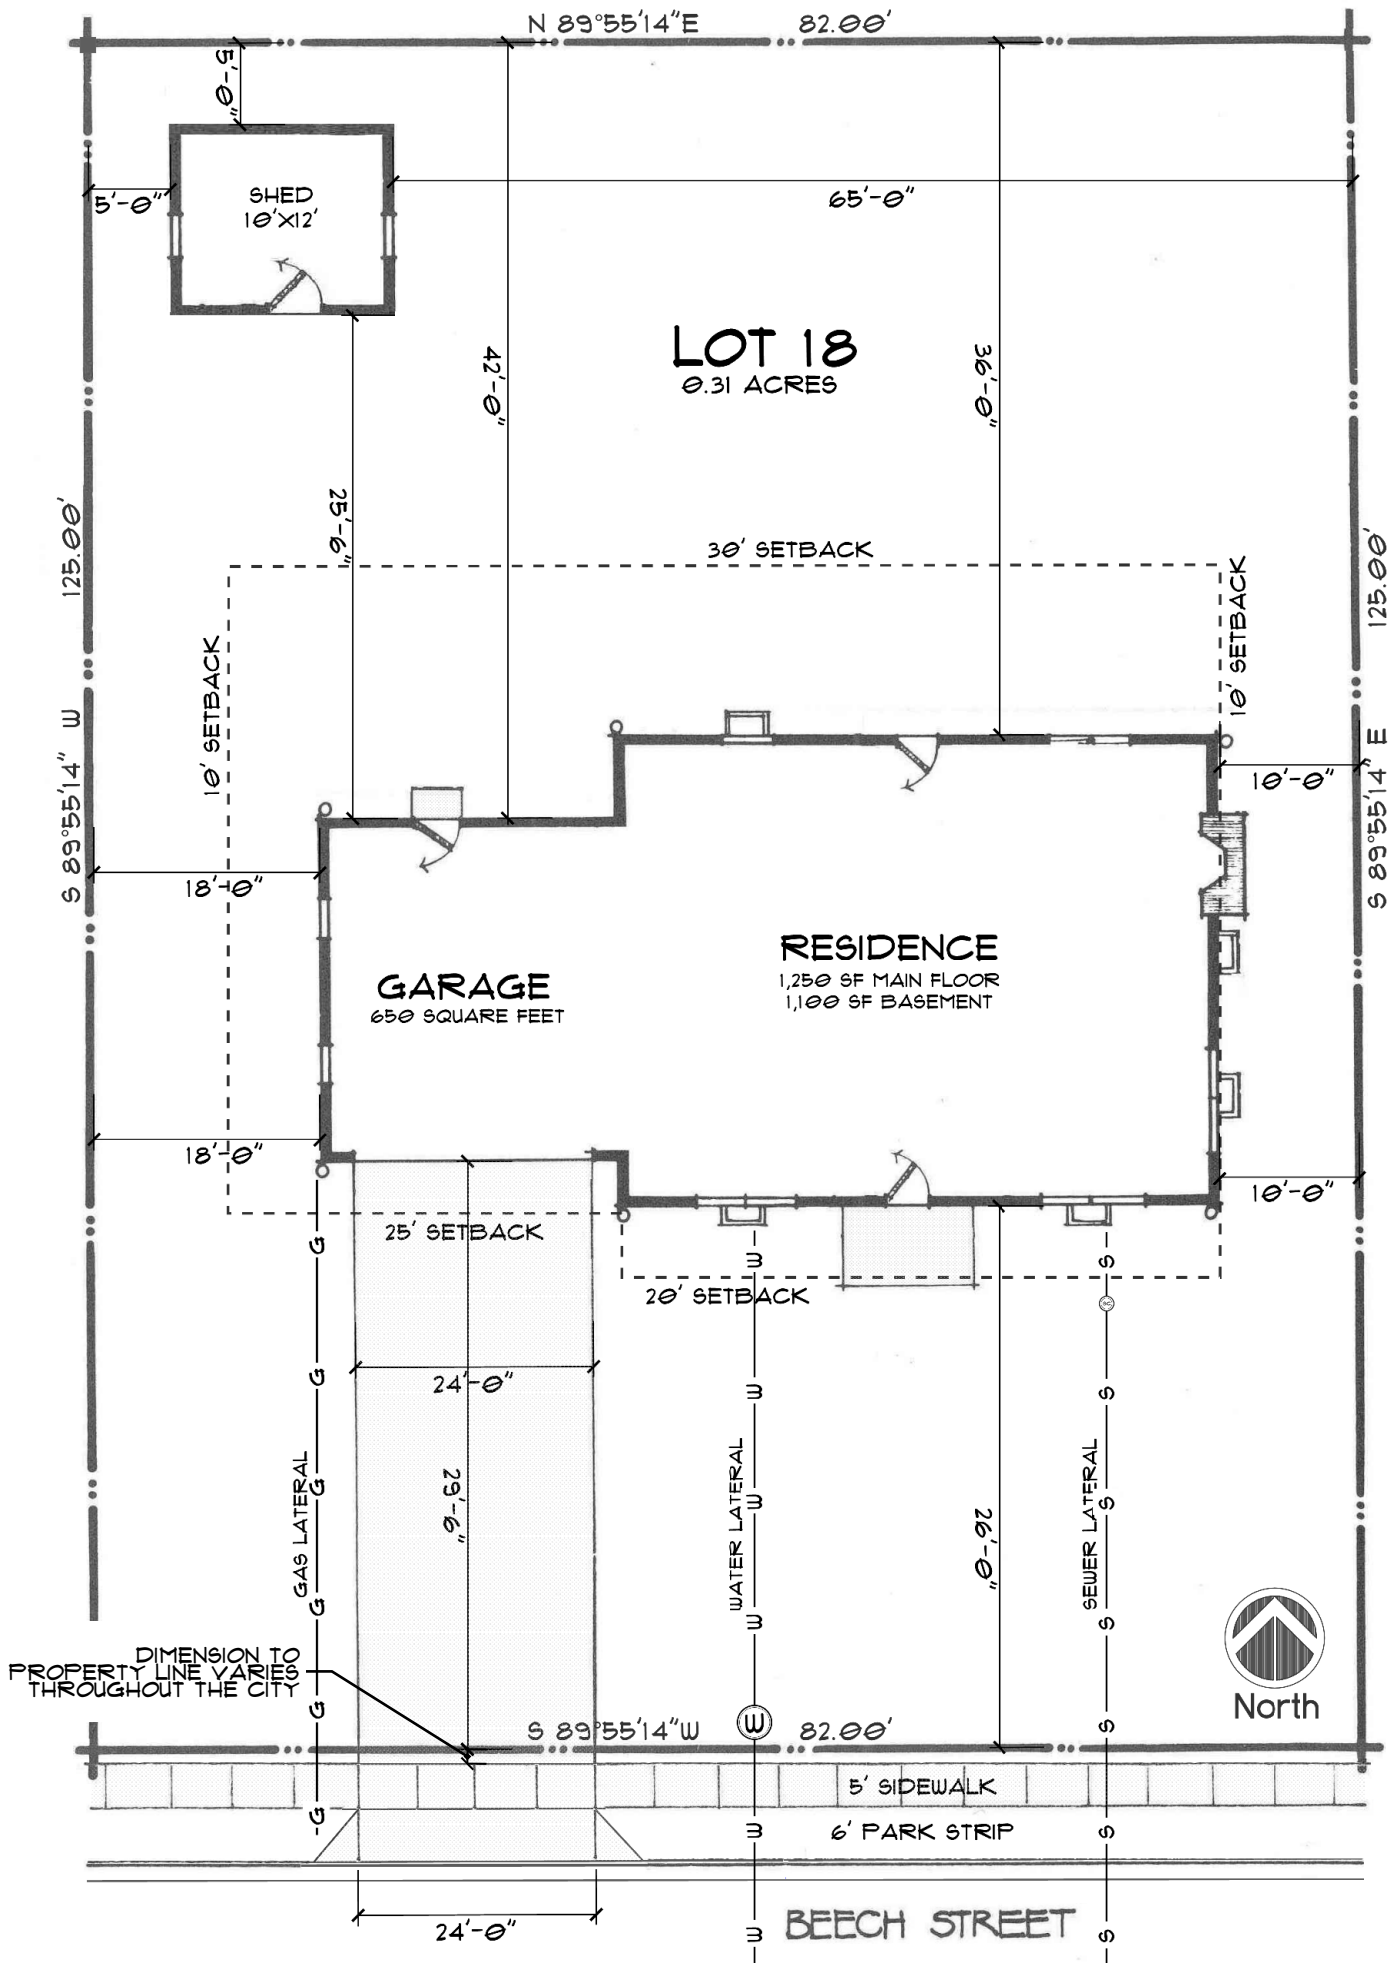 N 89°55'14"E 82.00'
5'-0"
5'-0"
SHED
10'X12'
65'-0"
LOT 18
0.31 ACRES
42'-0"
36'-0"
25'-6"
125.00'
S 89°55'14" W
125.00'
S 89°55'14" E
30' SETBACK
10' SETBACK
10' SETBACK
10'-0"
18'-0"
GARAGE
650 SQUARE FEET
RESIDENCE
1,250 SF MAIN FLOOR
1,100 SF BASEMENT
18'-0"
10'-0"
25' SETBACK
20' SETBACK
24'-0"
29'-6"
26'-0"
GAS LATERAL
G
G
G
G
G
G
WATER LATERAL
W
W
W
W
W
W
W
SEWER LATERAL
S
S
S
S
S
S
S
DIMENSION TO
PROPERTY LINE VARIES
THROUGHOUT THE CITY
North
S 89°55'14"W 82.00'
5' SIDEWALK
6' PARK STRIP
24'-0"
BEECH STREET